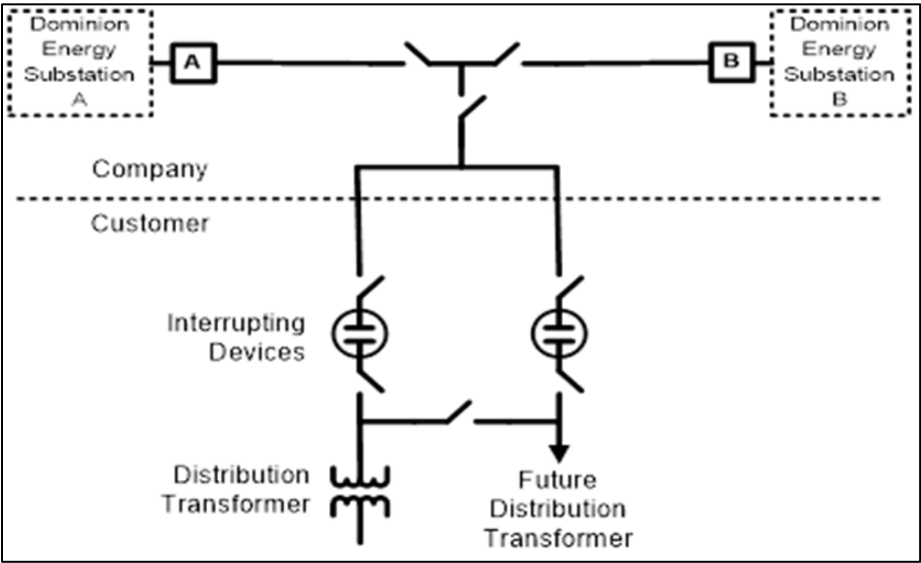 Dominion
Energy
Substation
A
A
B
Dominion
Energy
Substation
B
Company
Customer
Interrupting
Devices
Distribution
Transformer
Future
Distribution
Transformer